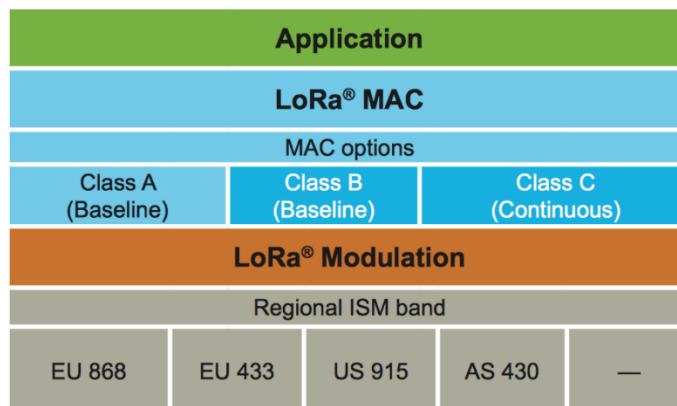 Application
LoRa® MAC
MAC options
Class A
(Baseline)
Class B
(Baseline)
Class C
(Continuous)
LoRa® Modulation
Regional ISM band
EU 868
EU 433
US 915
AS 430
—